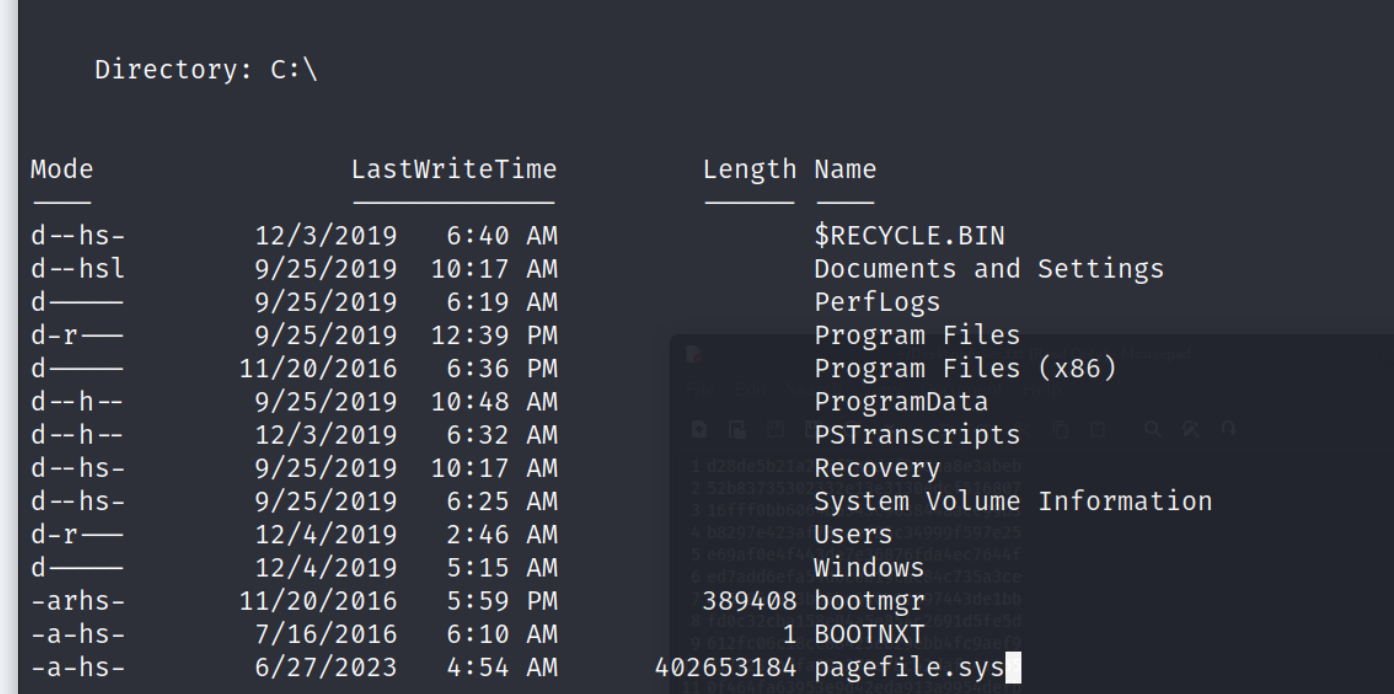 Directory: C:\
Mode LastWriteTime Length Name
---- ------------- ------ ----
d--hs- 12/3/2019 6:40 AM $RECYCLE.BIN
d--hsl 9/25/2019 10:17 AM Documents and Settings
d----- 9/25/2019 6:19 AM PerfLogs
d-r--- 9/25/2019 12:39 PM Program Files
d----- 11/20/2016 6:36 PM Program Files (x86)
d--h-- 9/25/2019 10:48 AM ProgramData
d--h-- 12/3/2019 6:32 AM PSTranscripts
d--hs- 9/25/2019 10:17 AM Recovery
d--hs- 9/25/2019 6:25 AM System Volume Information
d-r--- 12/4/2019 2:46 AM Users
d----- 12/4/2019 5:15 AM Windows
-arhs- 11/20/2016 5:59 PM 389408 bootmgr
-a-hs- 7/16/2016 6:10 AM 1 BOOTNXT
-a-hs- 6/27/2023 4:54 AM 402653184 pagefile.sys